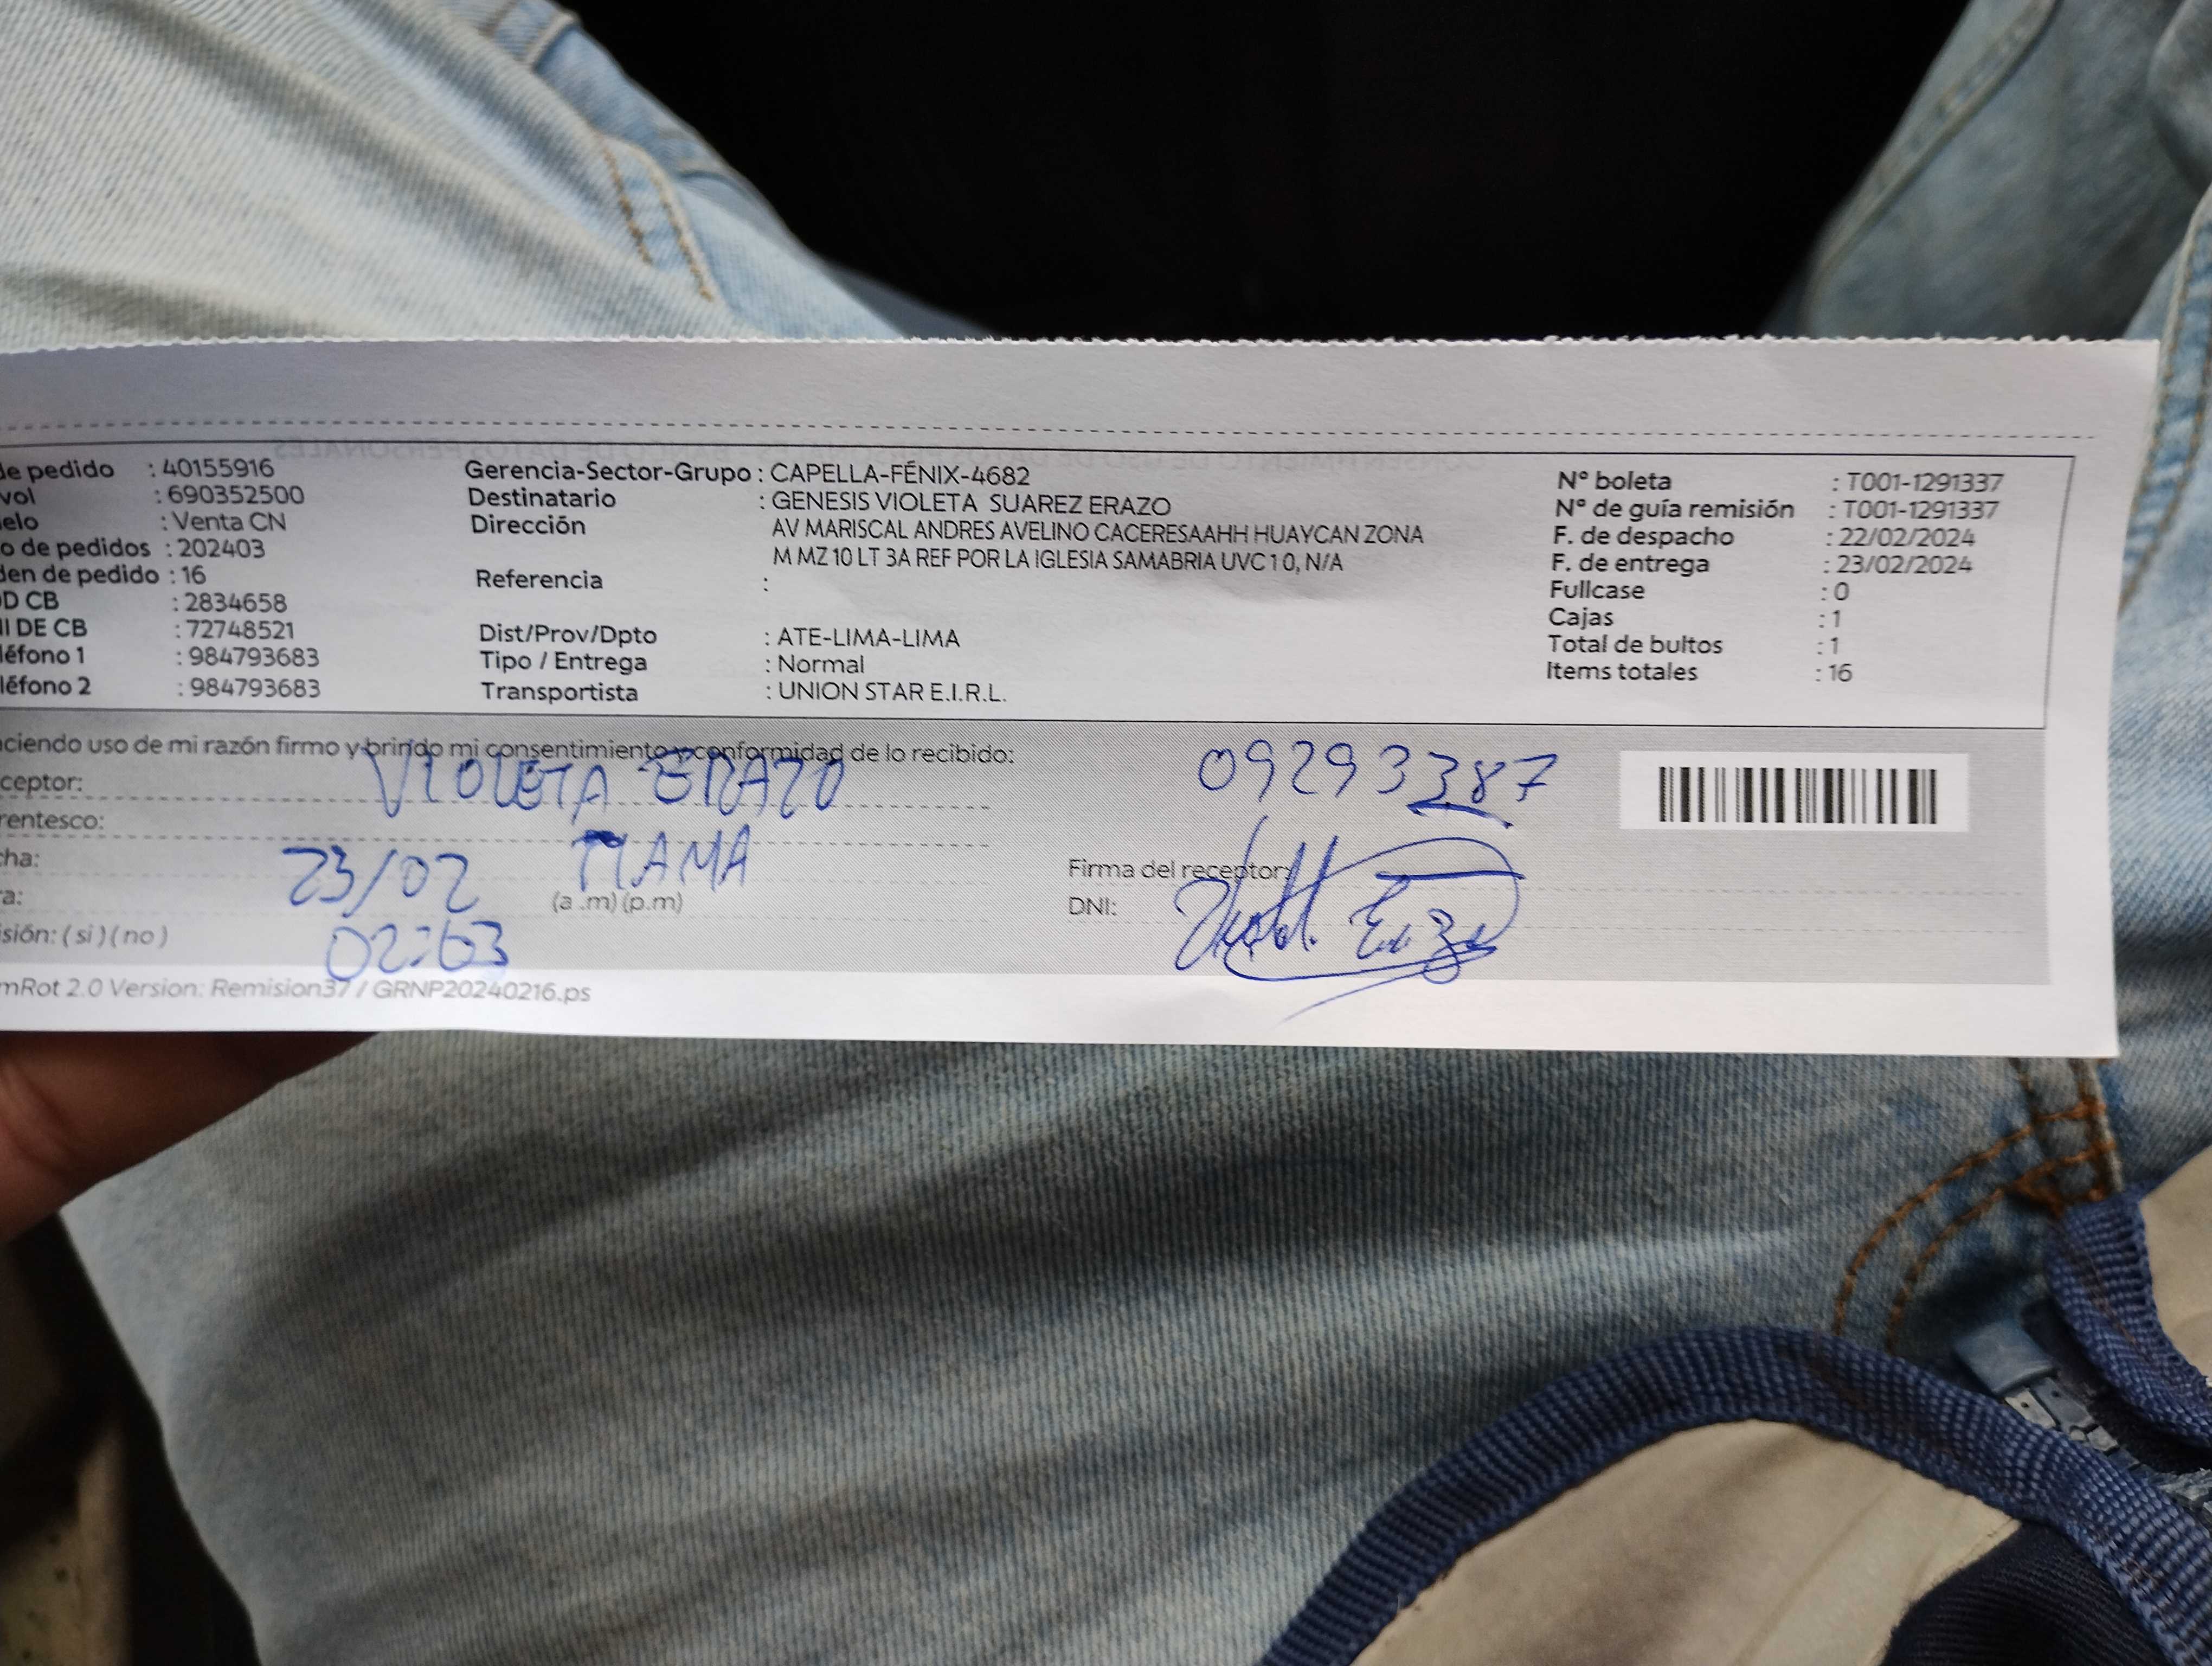 de pedido : 40155916
vol : 690352500
elo : Venta CN
o de pedidos : 202403
den de pedido : 16
OD CB : 2834658
NI DE CB : 72748521
léfono 1 : 984793683
léfono 2 : 984793683
Gerencia-Sector-Grupo : CAPELLA-FÉNIX-4682
Destinatario : GENESIS VIOLETA SUAREZ ERAZO
Dirección AV MARISCAL ANDRES AVELINO CACERESAAHH HUAYCAN ZONA
M MZ 10 LT 3A REF POR LA IGLESIA SAMABRIA UVC 1 0, N/A
Referencia :
Dist/Prov/Dpto : ATE-LIMA-LIMA
Tipo / Entrega : Normal
Transportista : UNION STAR E.I.R.L.
Nº boleta : T001-1291337
Nº de guía remisión : T001-1291337
F. de despacho : 22/02/2024
F. de entrega : 23/02/2024
Fullcase : 0
Cajas : 1
Total de bultos : 1
Items totales : 16
aciendo uso de mi razón firmo y brindo mi consentimiento y conformidad de lo recibido:
ceptor: VIOLETA ERAZO
rentesco: MAMA
cha: 23/02
a: (a .m) (p.m)
02:63
isión: ( si ) ( no )
09293387
Firma del receptor:
DNI:
mRot 2.0 Version: Remision37 / GRNP20240216.ps